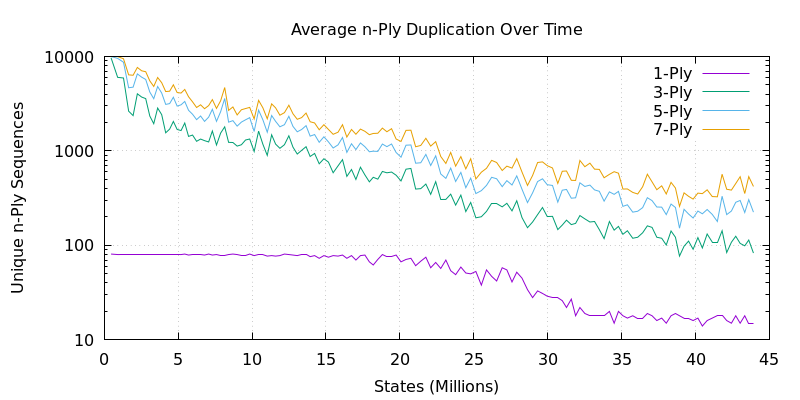 Average n-Ply Duplication Over Time
Unique n-Ply Sequences
10000
1000
100
10
1-Ply
3-Ply
5-Ply
7-Ply
0 5 10 15 20 25 30 35 40 45
States (Millions)